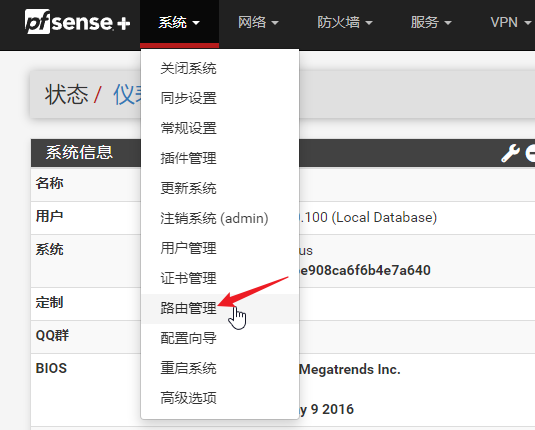 pfsense+ 系统 网络 防火墙 服务 VPN
关闭系统
同步设置
常规设置
插件管理
更新系统
注销系统 (admin)
用户管理
证书管理
路由管理
配置向导
重启系统
高级选项
状态 / 仪
系统信息
名称
用户 .100 (Local Database)
系统 us
e908ca6f6b4e7a640
定制
QQ群
BIOS Megatrends Inc.
y 9 2016